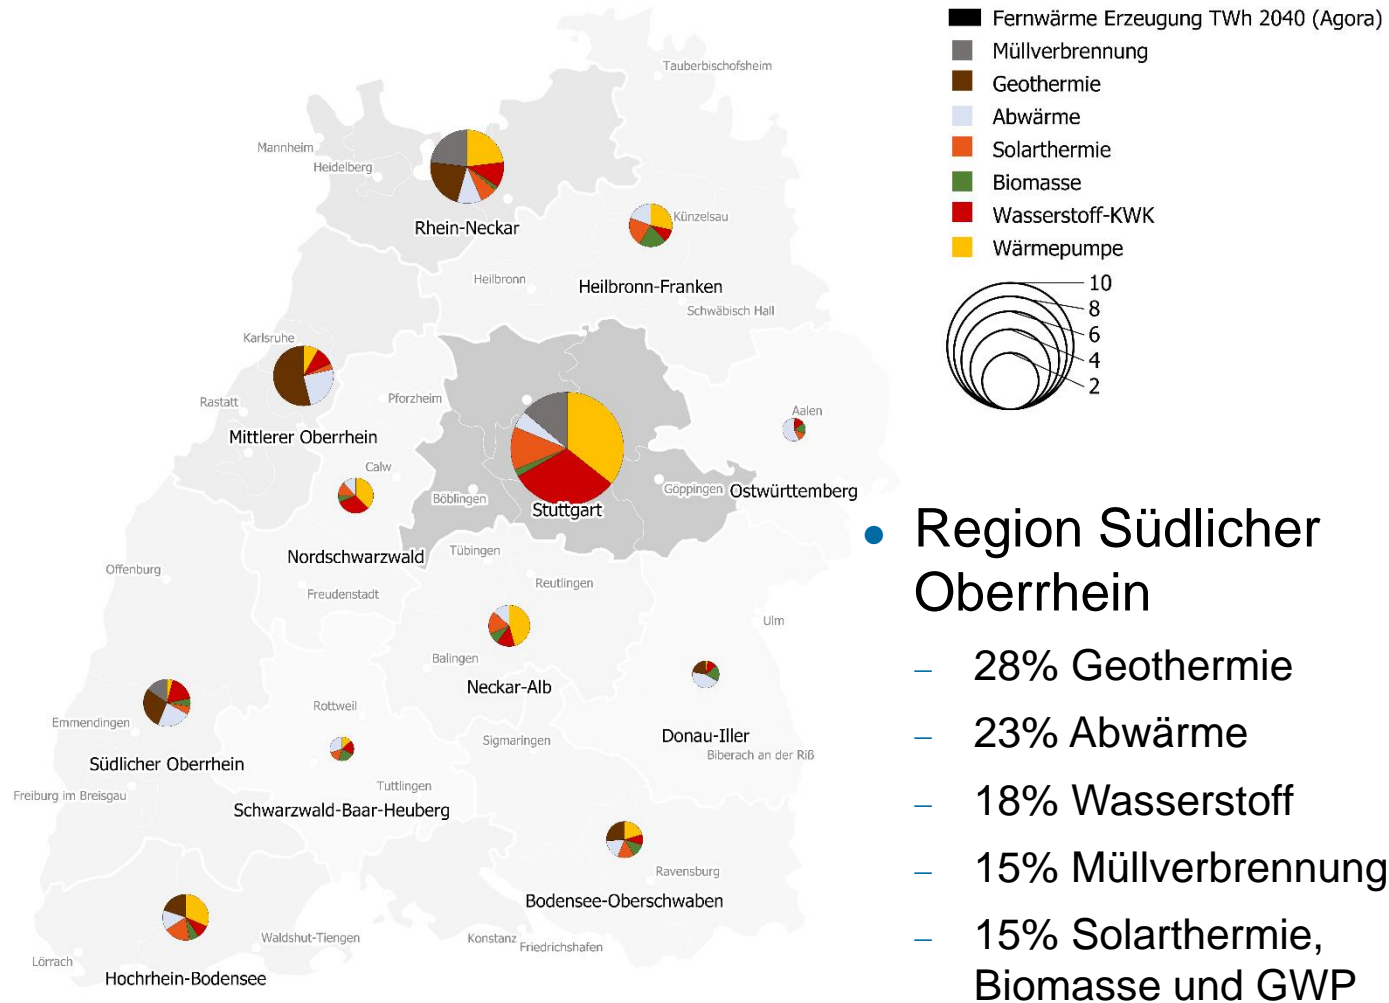 Fernwärme Erzeugung TWh 2040 (Agora)
Müllverbrennung
Geothermie
Abwärme
Solarthermie
Biomasse
Wasserstoff-KWK
Wärmepumpe
10
8
6
4
2
Tauberbischofsheim
Mannheim
Heidelberg
Rhein-Neckar
Künzelsau
Heilbronn
Heilbronn-Franken
Schwäbisch Hall
Karlsruhe
Rastatt
Pforzheim
Mittlerer Oberrhein
Aalen
Calw
Böblingen
Göppingen
Ostwürttemberg
Stuttgart
Nordschwarzwald
Tübingen
Offenburg
Reutlingen
Freudenstadt
Ulm
Balingen
Neckar-Alb
Rottweil
Emmendingen
Sigmaringen
Donau-Iller
Biberach an der Riß
Südlicher Oberrhein
Tuttlingen
Freiburg im Breisgau
Schwarzwald-Baar-Heuberg
Ravensburg
Bodensee-Oberschwaben
Waldshut-Tiengen
Konstanz
Friedrichshafen
Lörrach
Hochrhein-Bodensee
• Region Südlicher
Oberrhein
– 28% Geothermie
– 23% Abwärme
– 18% Wasserstoff
– 15% Müllverbrennung
– 15% Solarthermie,
Biomasse und GWP